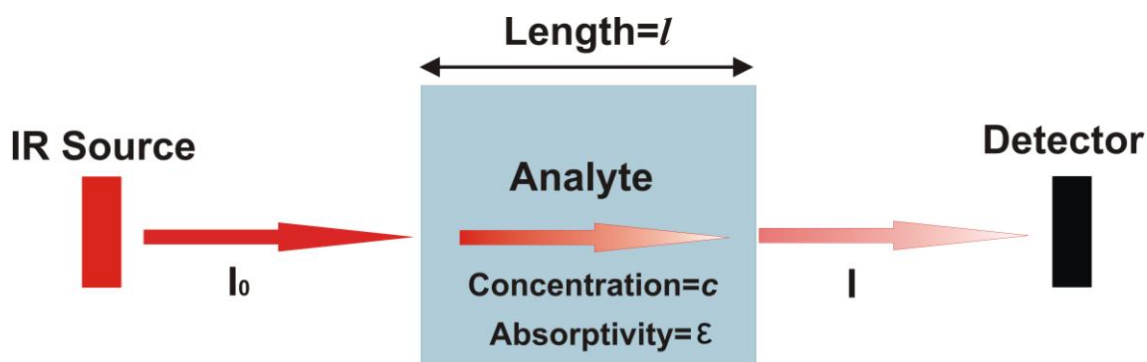 Length=l
IR Source
Detector
Analyte
I₀
Concentration=c
I
Absorptivity=ε